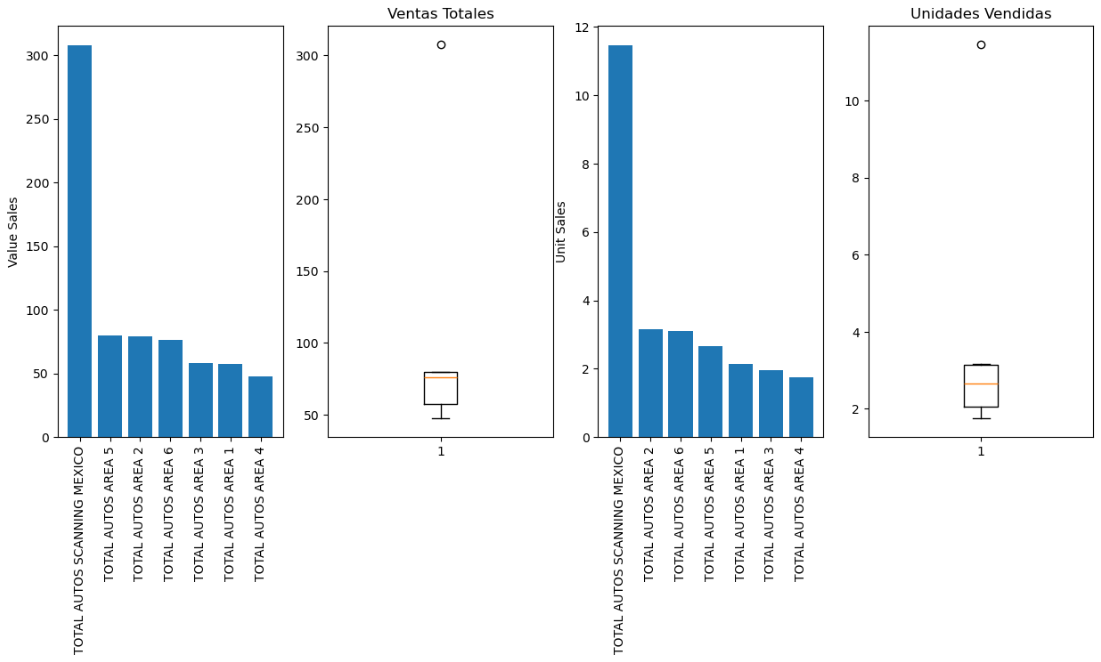 Ventas Totales
Unidades Vendidas
Value Sales
300
250
200
150
100
50
0
TOTAL AUTOS SCANNING MEXICO
TOTAL AUTOS AREA 5
TOTAL AUTOS AREA 2
TOTAL AUTOS AREA 6
TOTAL AUTOS AREA 3
TOTAL AUTOS AREA 1
TOTAL AUTOS AREA 4
300
250
200
150
100
50
1
Unit Sales
12
10
8
6
4
2
0
TOTAL AUTOS SCANNING MEXICO
TOTAL AUTOS AREA 2
TOTAL AUTOS AREA 6
TOTAL AUTOS AREA 5
TOTAL AUTOS AREA 1
TOTAL AUTOS AREA 3
TOTAL AUTOS AREA 4
10
8
6
4
2
1